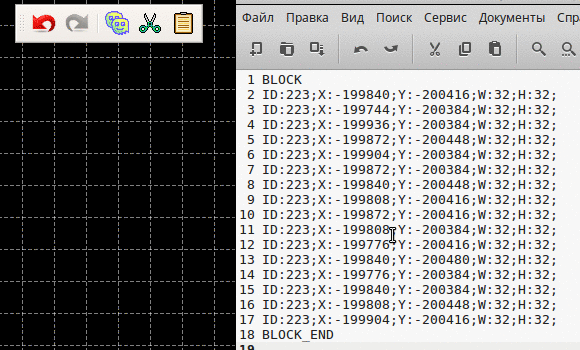 Файл Правка Вид Поиск Сервис Документы Спра
1 BLOCK
2 ID:223;X:-199840;Y:-200416;W:32;H:32;
3 ID:223;X:-199744;Y:-200384;W:32;H:32;
4 ID:223;X:-199936;Y:-200384;W:32;H:32;
5 ID:223;X:-199872;Y:-200448;W:32;H:32;
6 ID:223;X:-199904;Y:-200384;W:32;H:32;
7 ID:223;X:-199872;Y:-200384;W:32;H:32;
8 ID:223;X:-199840;Y:-200448;W:32;H:32;
9 ID:223;X:-199808;Y:-200416;W:32;H:32;
10 ID:223;X:-199872;Y:-200416;W:32;H:32;
11 ID:223;X:-199808;Y:-200384;W:32;H:32;
12 ID:223;X:-199776;Y:-200416;W:32;H:32;
13 ID:223;X:-199840;Y:-200480;W:32;H:32;
14 ID:223;X:-199776;Y:-200384;W:32;H:32;
15 ID:223;X:-199840;Y:-200384;W:32;H:32;
16 ID:223;X:-199808;Y:-200448;W:32;H:32;
17 ID:223;X:-199904;Y:-200416;W:32;H:32;
18 BLOCK_END
19